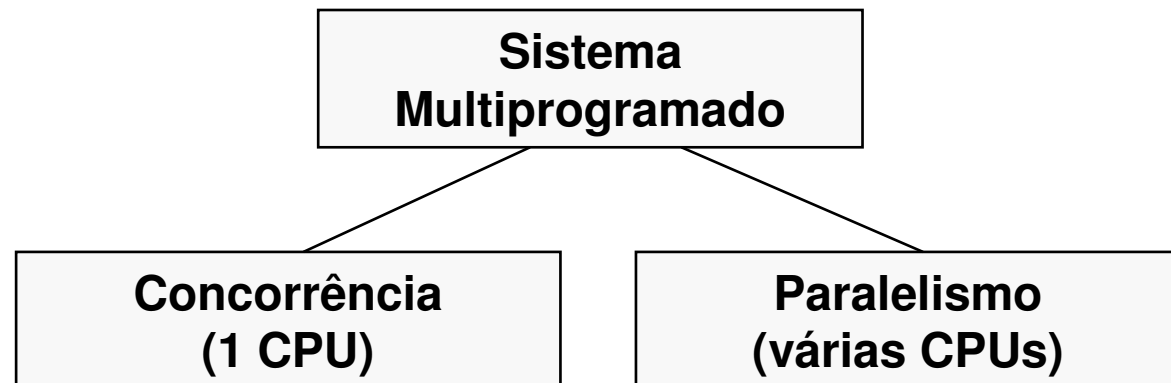 Sistema
Multiprogramado
Concorrência
(1 CPU)
Paralelismo
(várias CPUs)